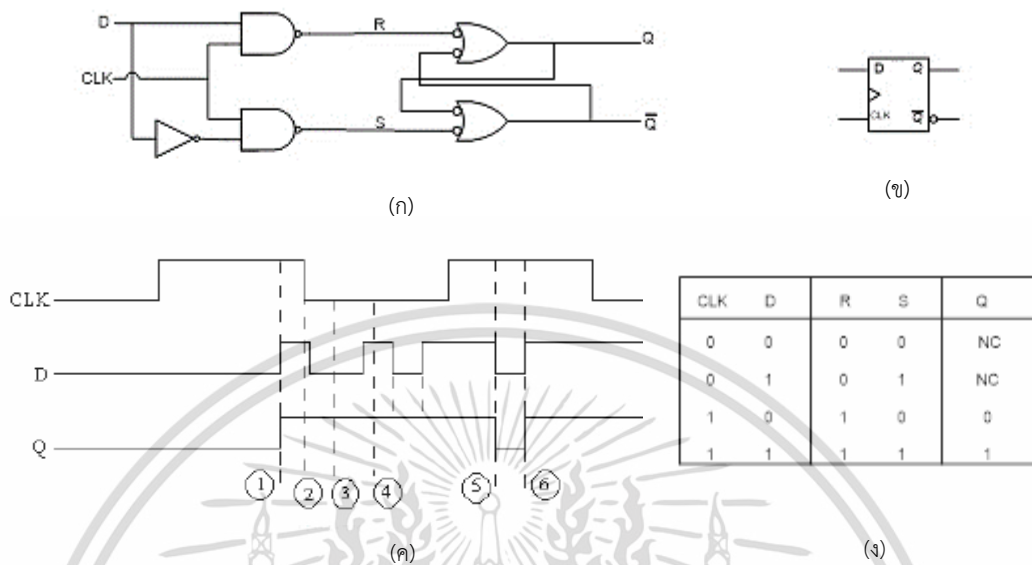 D
R
Q
CLK
S
Q̅
(ก)
D Q
CLK Q̅
(ข)
CLK
D
Q
1 2 3 4 5 6
(ค)
CLK D R S Q
0 0 0 0 NC
0 1 0 1 NC
1 0 1 0 0
1 1 1 1 1
(ง)